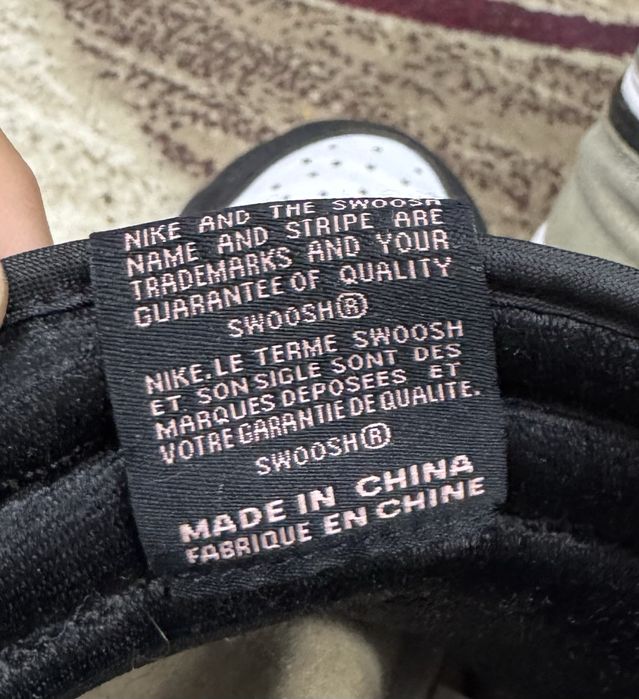 NIKE AND THE SWOOSH
NAME AND STRIPE ARE
TRADEMARKS AND YOUR
GUARANTEE OF QUALITY
SWOOSH®
NIKE.LE TERME SWOOSH
ET SON SIGLE SONT DES
MARQUES DEPOSEES ET
VOTRE GARANTIE DE QUALITE.
SWOOSH®
MADE IN CHINA
FABRIQUE EN CHINE